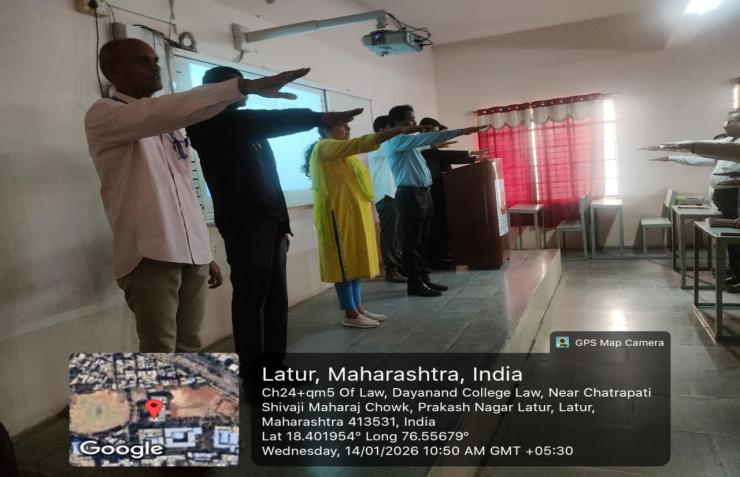 GPS Map Camera
Latur, Maharashtra, India
Ch24+qm5 Of Law, Dayanand College Law, Near Chatrapati
Shivaji Maharaj Chowk, Prakash Nagar Latur, Latur,
Maharashtra 413531, India
Lat 18.401954° Long 76.55679°
Wednesday, 14/01/2026 10:50 AM GMT +05:30
Google